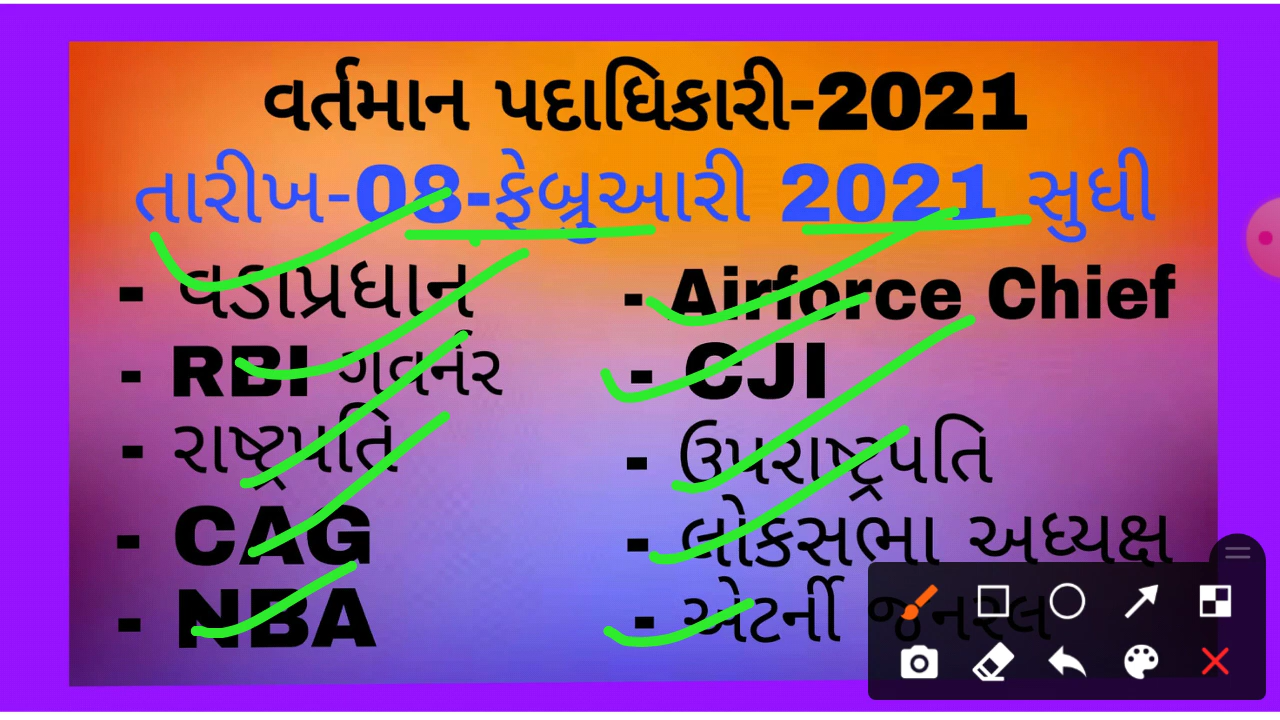 વર્તમાન પદાધિકારી-2021
તારીખ-08-ફેબ્રુઆરી 2021 સુધી
- વડાપ્રધાન
- RBI ગવર્નર
- રાષ્ટ્રપતિ
- CAG
- NBA
- Airforce Chief
- CJI
- ઉપરાષ્ટ્રપતિ
- લોકસભા અધ્યક્ષ
- એટર્ની જનરલ